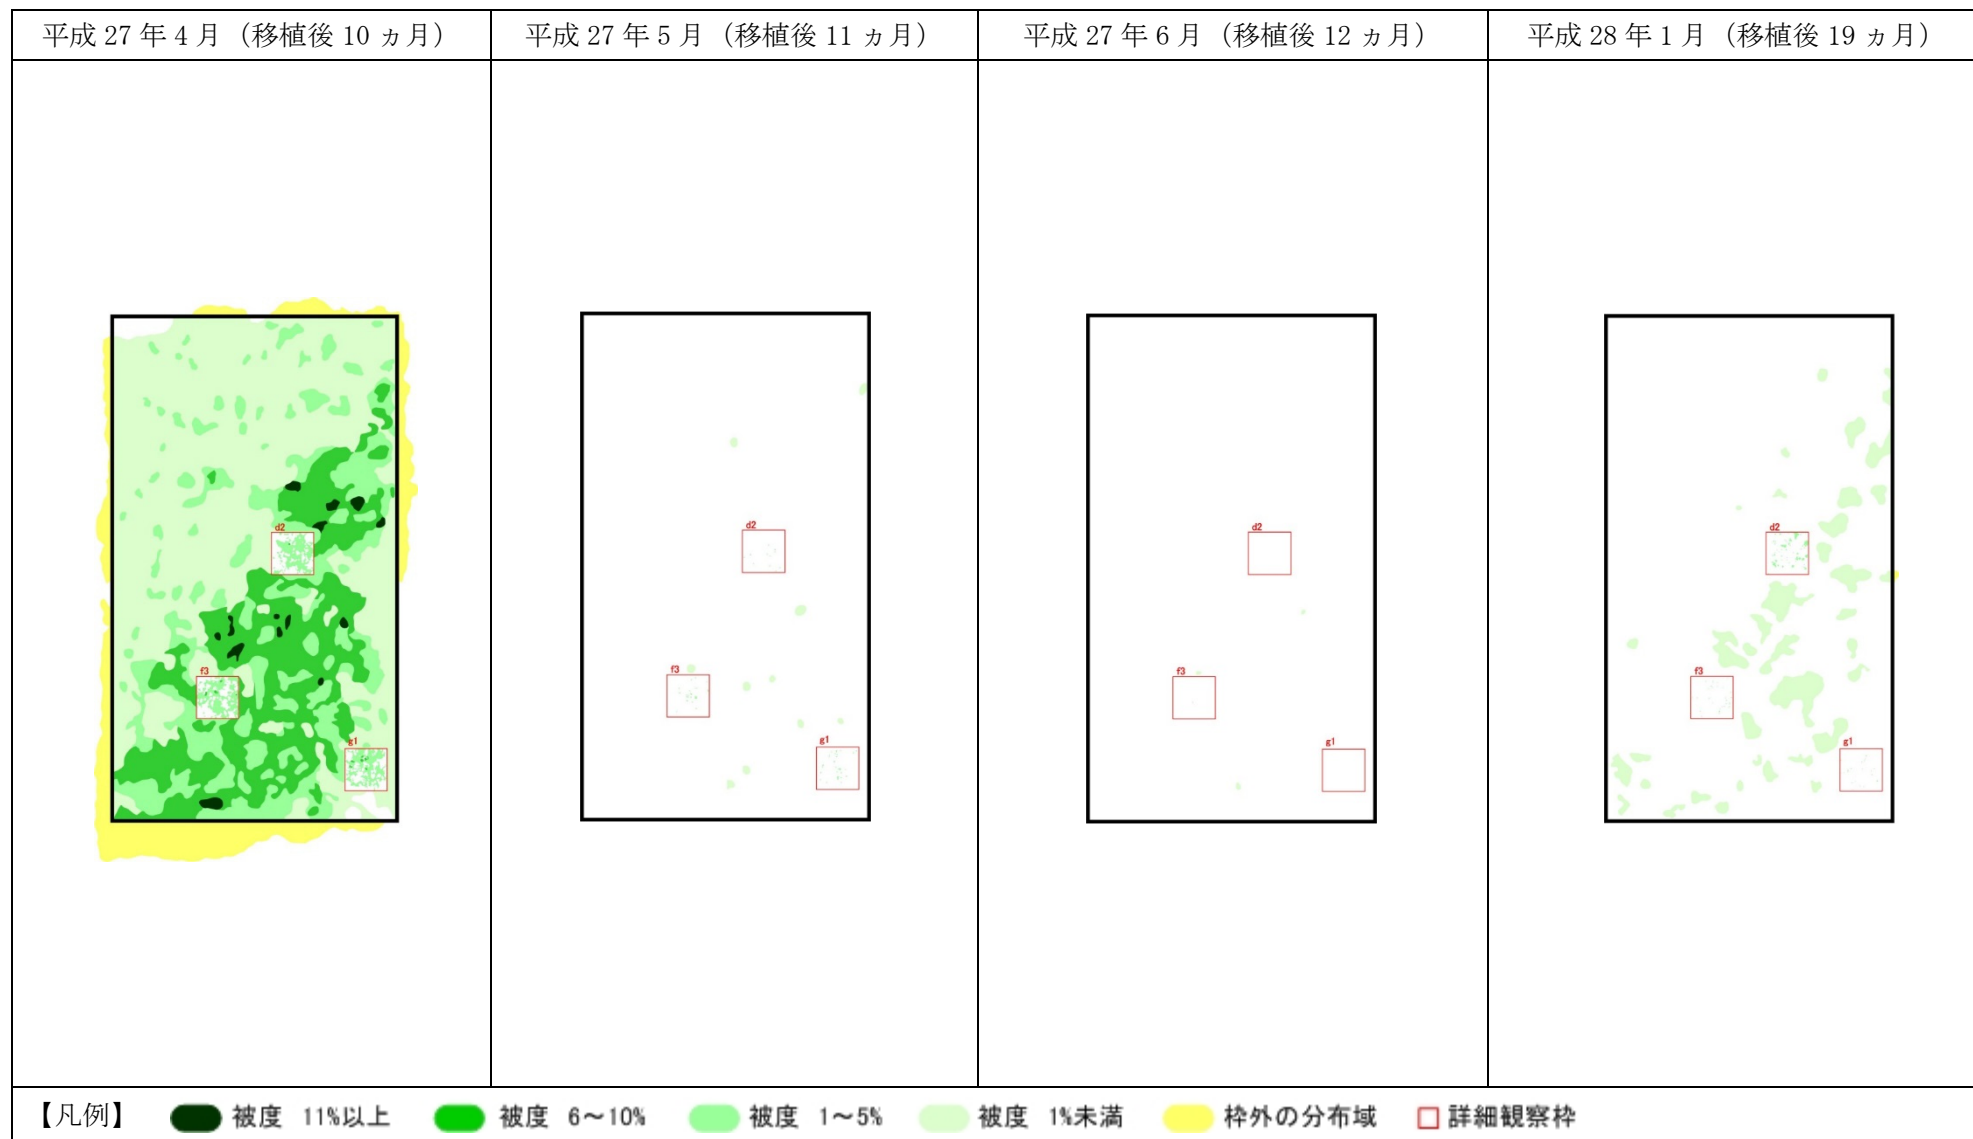 平成 27 年 4 月（移植後 10 ヵ月）
平成 27 年 5 月（移植後 11 ヵ月）
平成 27 年 6 月（移植後 12 ヵ月）
平成 28 年 1 月（移植後 19 ヵ月）
d2
f3
g1
d2
f3
g1
d2
f3
g1
d2
f3
g1
【凡例】 被度 11%以上 被度 6～10% 被度 1～5% 被度 1%未満 枠外の分布域 詳細観察枠